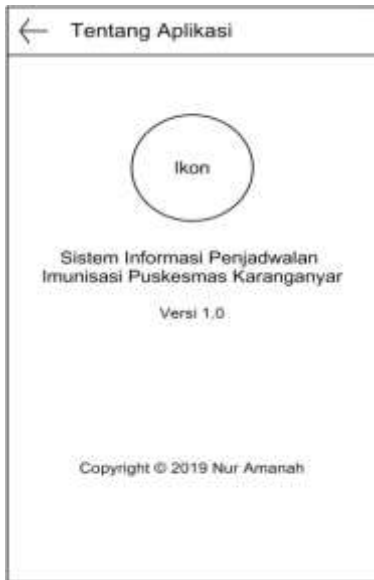 Tentang Aplikasi
Ikon
Sistem Informasi Penjadwalan
Imunisasi Puskesmas Karanganyar
Versi 1.0
Copyright © 2019 Nur Amanah